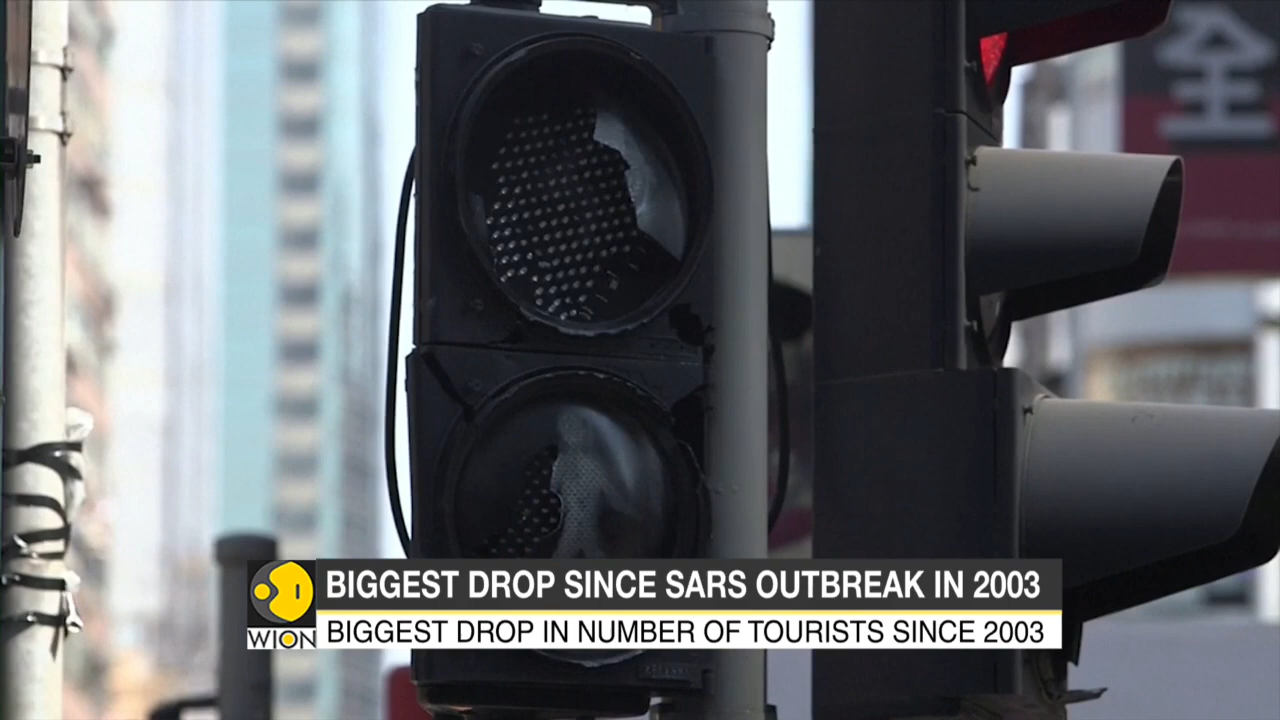 全
BIGGEST DROP SINCE SARS OUTBREAK IN 2003
WION
BIGGEST DROP IN NUMBER OF TOURISTS SINCE 2003